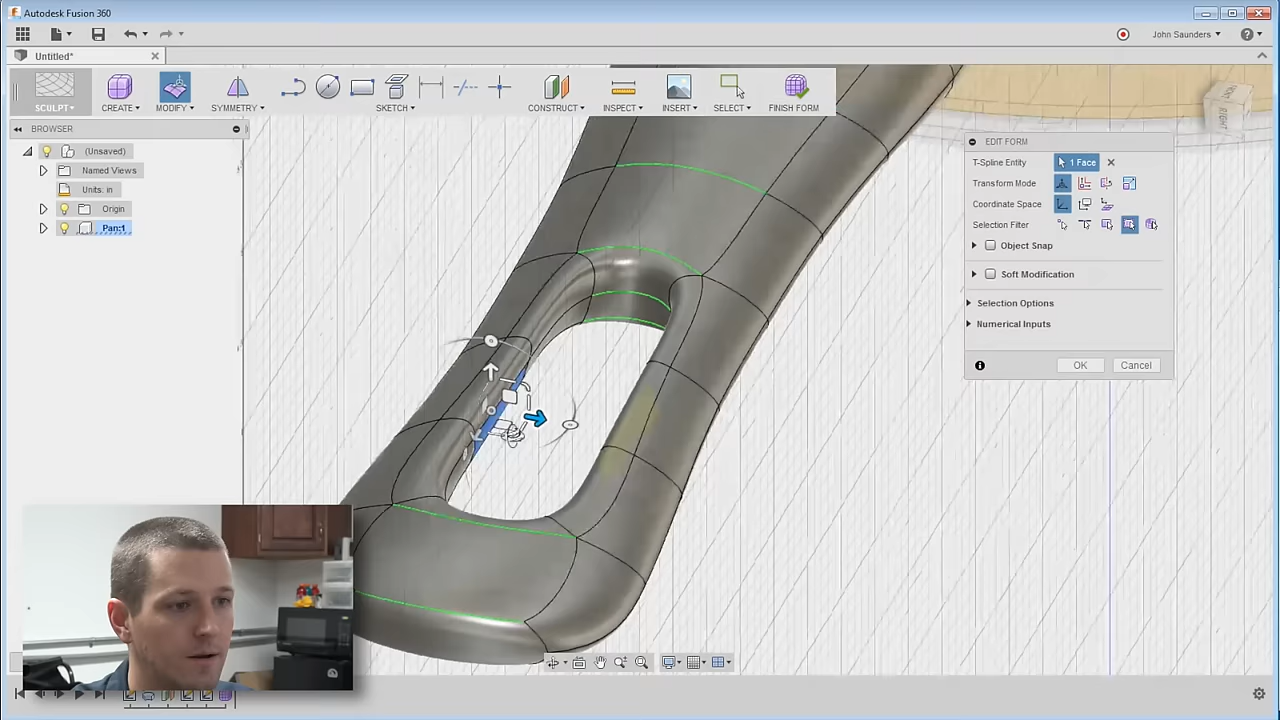 Autodesk Fusion 360
John Saunders
Untitled*
SCULPT
CREATE
MODIFY
SYMMETRY
SKETCH
CONSTRUCT
INSPECT
INSERT
SELECT
FINISH FORM
BROWSER
(Unsaved)
Named Views
Units: in
Origin
Pan:1
EDIT FORM
T-Spline Entity
1 Face
Transform Mode
Coordinate Space
Selection Filter
Object Snap
Soft Modification
Selection Options
Numerical Inputs
OK
Cancel
RIGHT